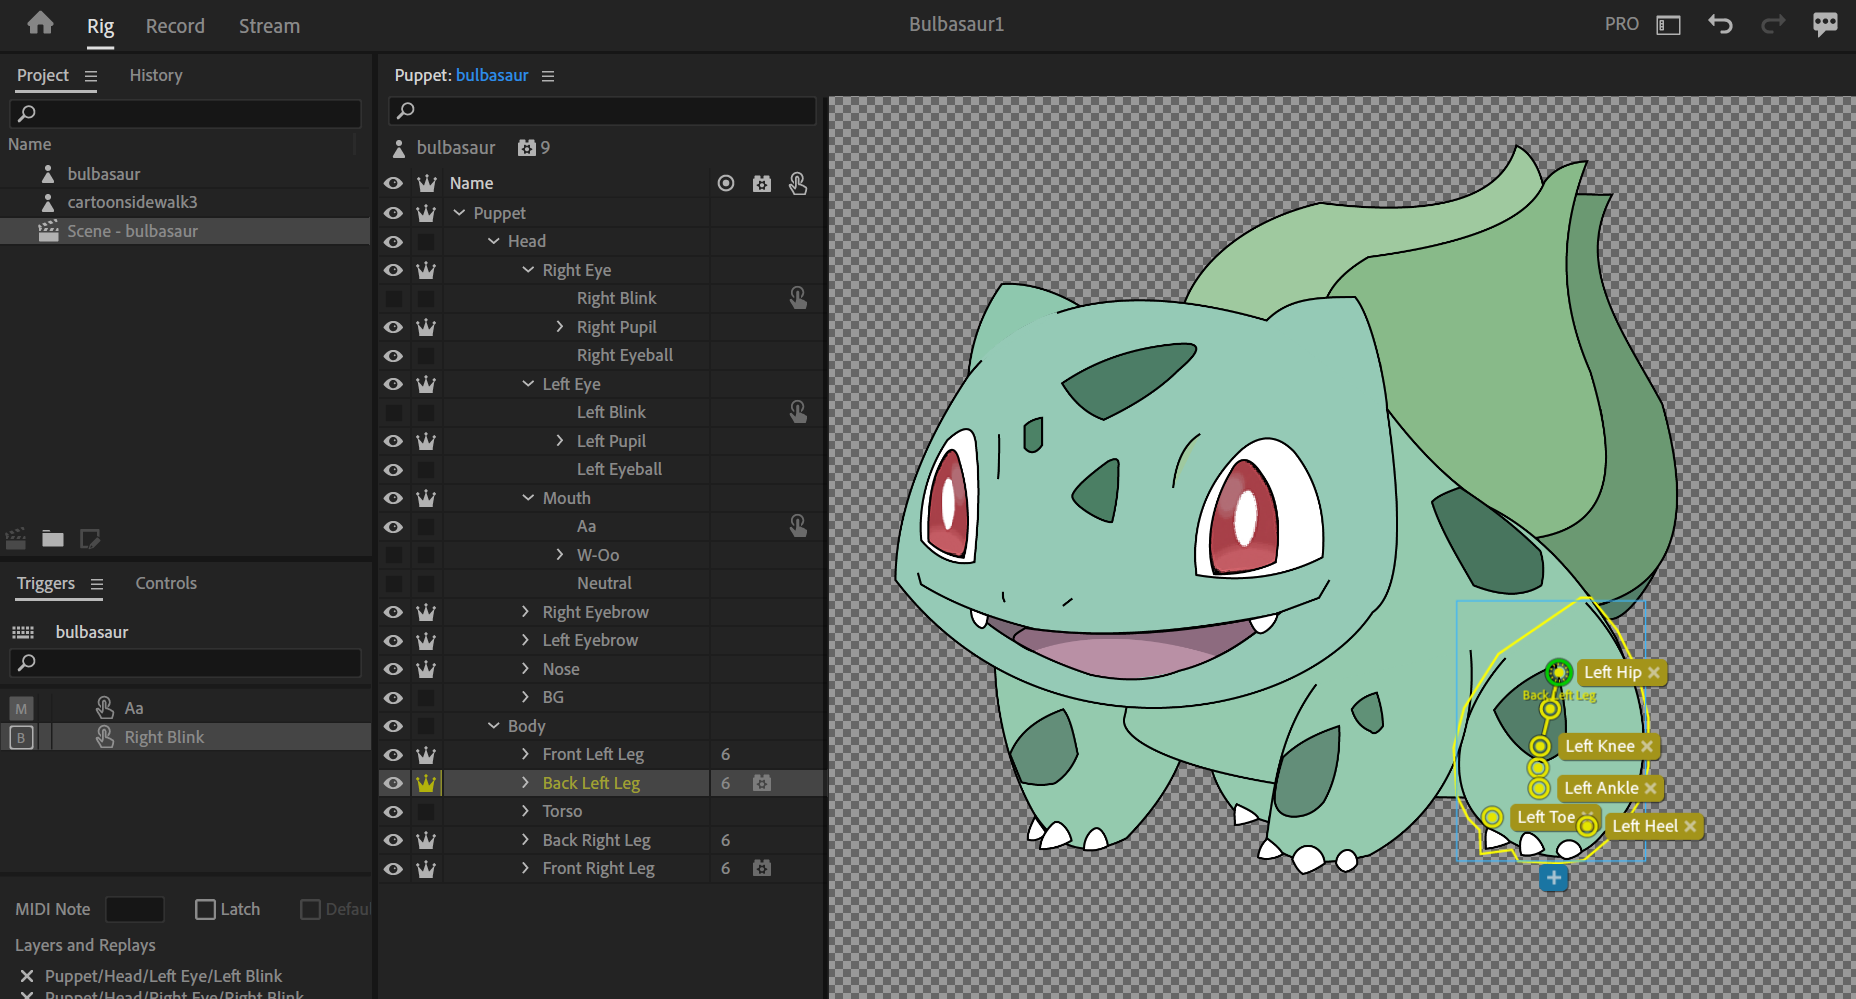 Rig Record Stream Bulbasaur1 PRO
Project History
Name
bulbasaur
cartoonsidewalk3
Scene - bulbasaur
Triggers Controls
bulbasaur
M Aa
B Right Blink
MIDI Note Latch Defaul
Layers and Replays
Puppet/Head/Left Eye/Left Blink
Puppet/Head/Right Eye/Right Blink
Puppet: bulbasaur
bulbasaur 9
Name
Puppet
Head
Right Eye
Right Blink
Right Pupil
Right Eyeball
Left Eye
Left Blink
Left Pupil
Left Eyeball
Mouth
Aa
W-Oo
Neutral
Right Eyebrow
Left Eyebrow
Nose
BG
Body
Front Left Leg 6
Back Left Leg 6
Torso
Back Right Leg 6
Front Right Leg 6
Left Hip
Back Left Leg
Left Knee
Left Ankle
Left Toe
Left Heel